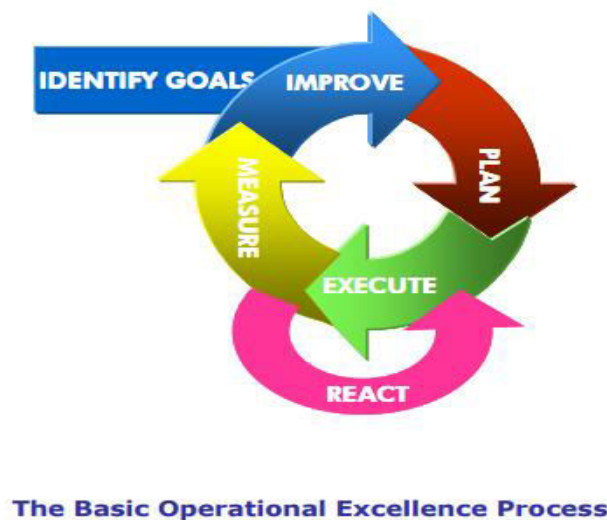 IDENTIFY GOALS
IMPROVE
PLAN
MEASURE
EXECUTE
REACT
The Basic Operational Excellence Process